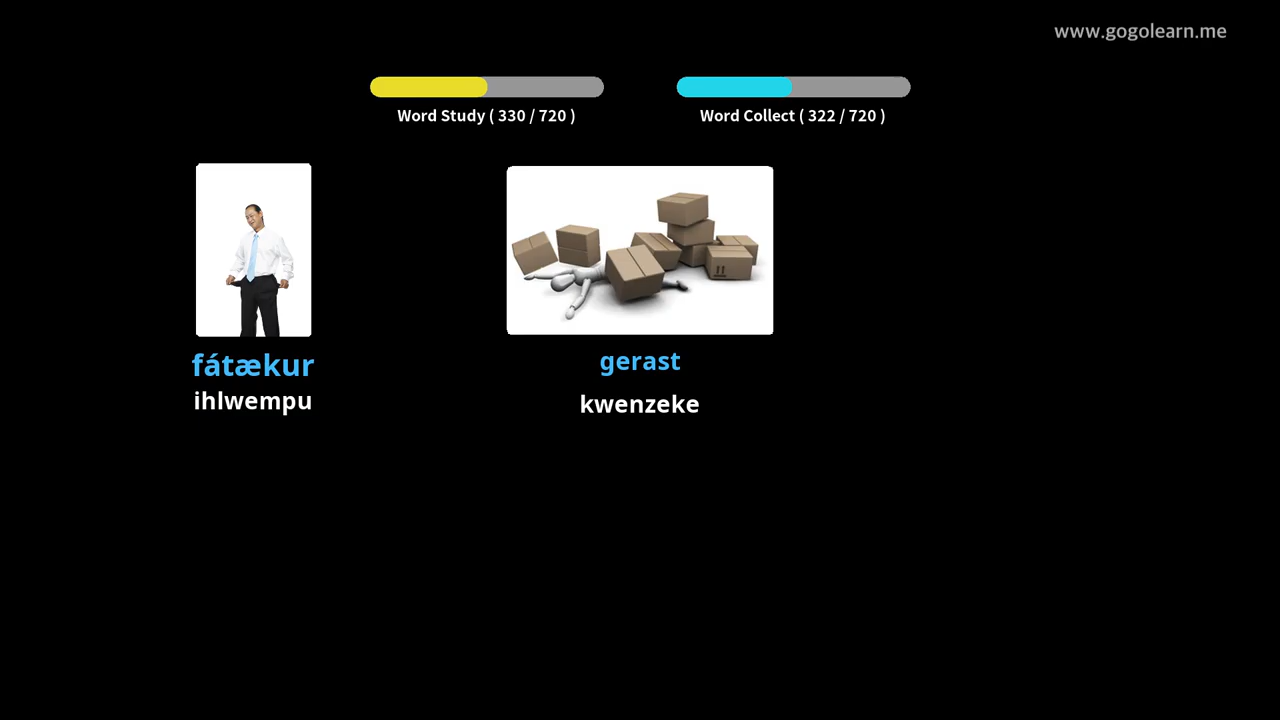 www.gogolearn.me
Word Study ( 330 / 720 )
Word Collect ( 322 / 720 )
fátækur
ihlwempu
gerast
kwenzeke